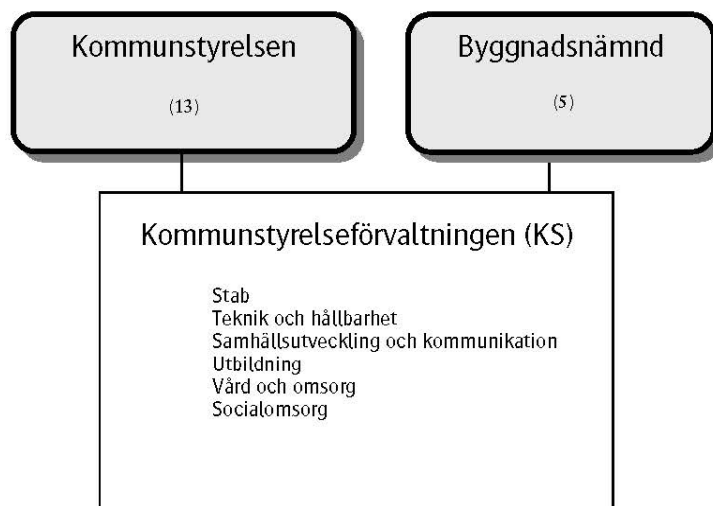 Kommunstyrelsen
(13)
Byggnadsnämnd
(5)
Kommunstyrelseförvaltningen (KS)
Stab
Teknik och hållbarhet
Samhällsutveckling och kommunikation
Utbildning
Vård och omsorg
Socialomsorg